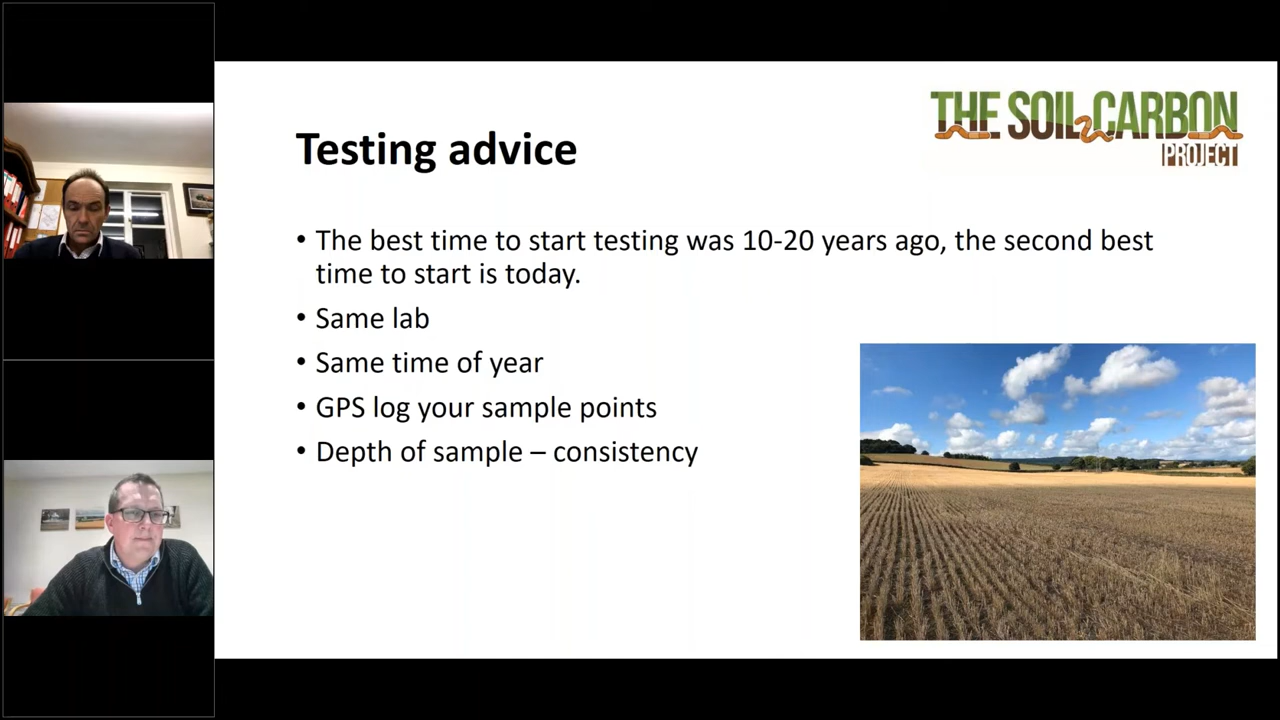 THE SOIL CARBON
PROJECT
Testing advice
• The best time to start testing was 10-20 years ago, the second best
time to start is today.
• Same lab
• Same time of year
• GPS log your sample points
• Depth of sample – consistency